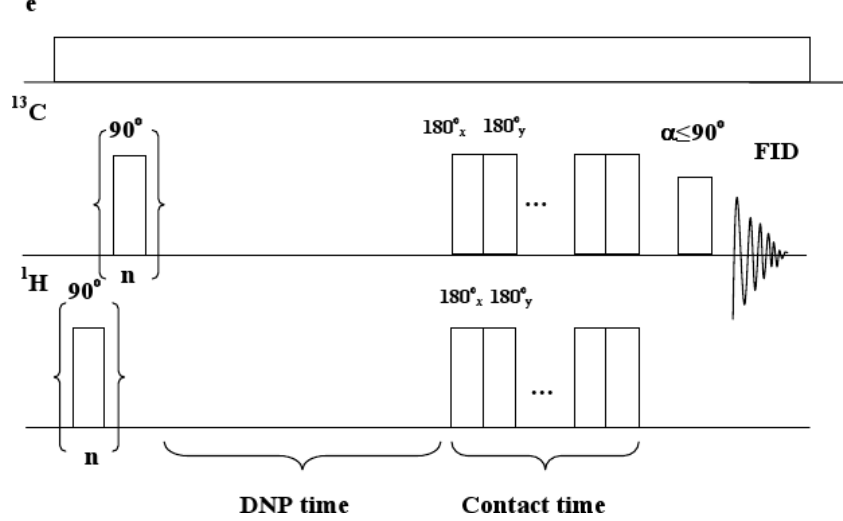 e
¹³C
90°
180°ₓ 180°ᵧ
α≤90°
FID
...
n
¹H
90°
180°ₓ 180°ᵧ
...
n
DNP time
Contact time